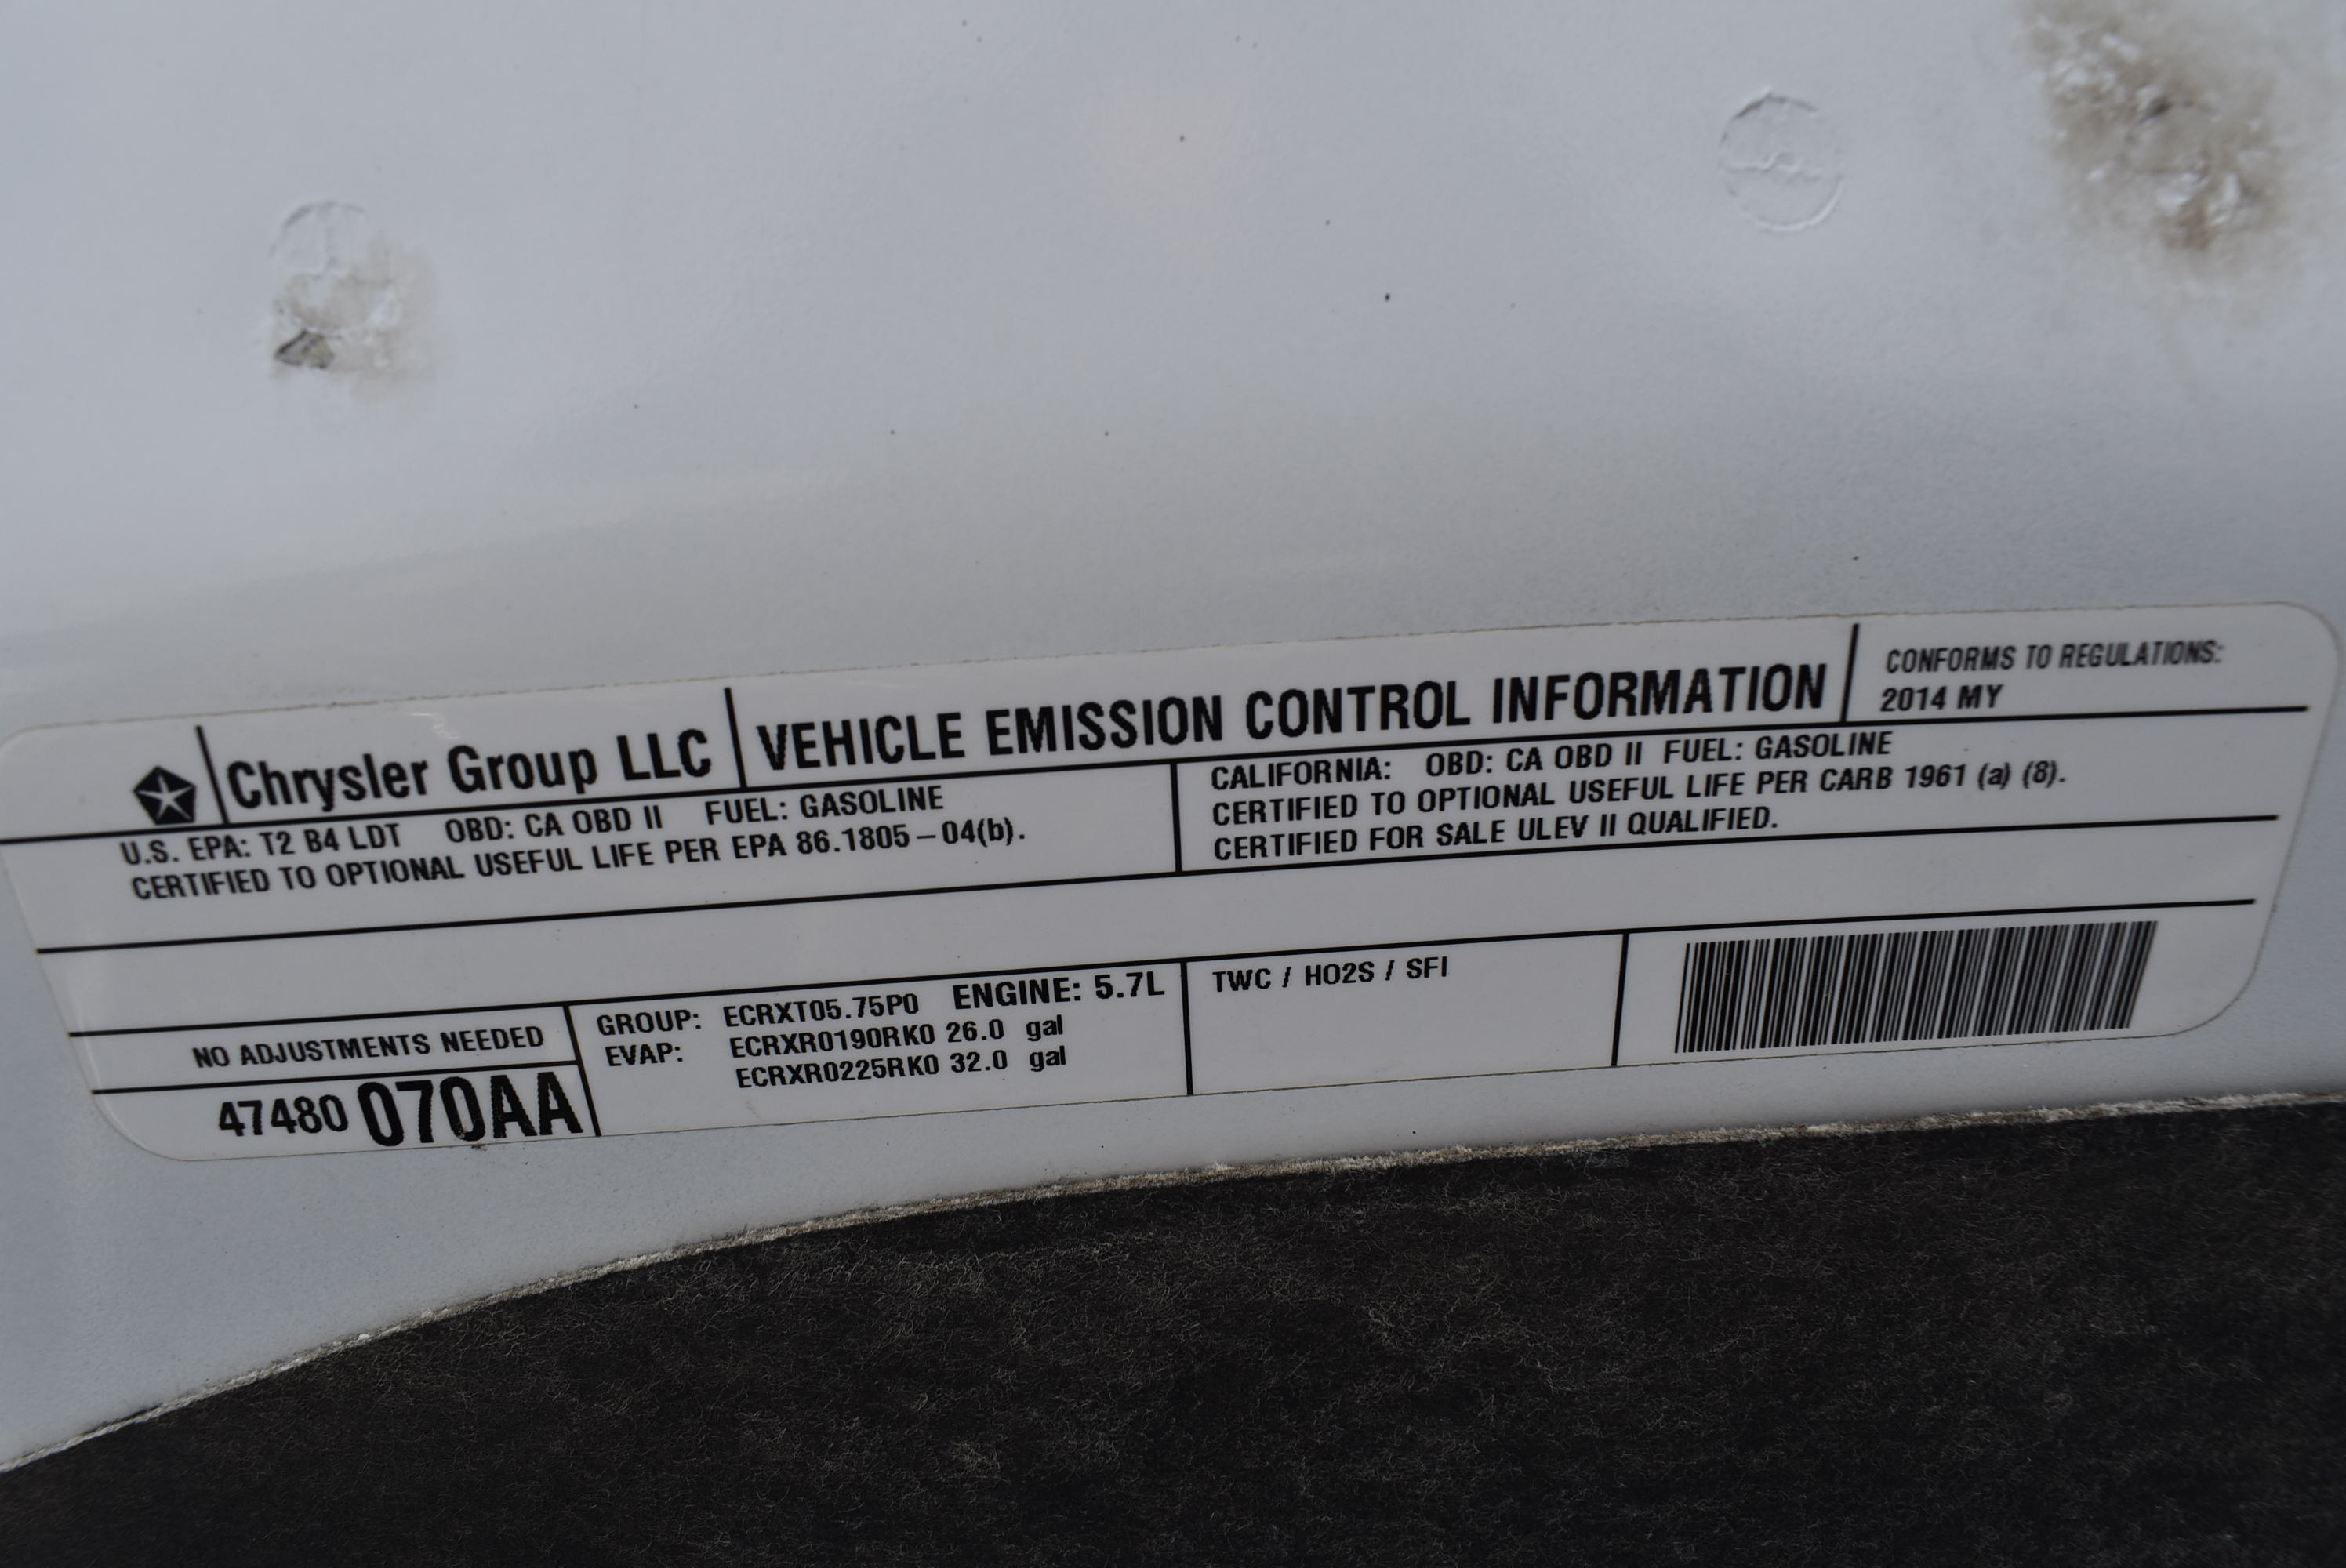 Chrysler Group LLC
VEHICLE EMISSION CONTROL INFORMATION
CONFORMS TO REGULATIONS:
2014 MY
U.S. EPA: T2 B4 LDT OBD: CA OBD II FUEL: GASOLINE
CERTIFIED TO OPTIONAL USEFUL LIFE PER EPA 86.1805-04(b).
CALIFORNIA: OBD: CA OBD II FUEL: GASOLINE
CERTIFIED TO OPTIONAL USEFUL LIFE PER CARB 1961 (a) (8).
CERTIFIED FOR SALE ULEV II QUALIFIED.
NO ADJUSTMENTS NEEDED
47480 070AA
GROUP: ECRXT05.75P0 ENGINE: 5.7L
EVAP: ECRXR0190RK0 26.0 gal
ECRXR0225RK0 32.0 gal
TWC / HO2S / SFI